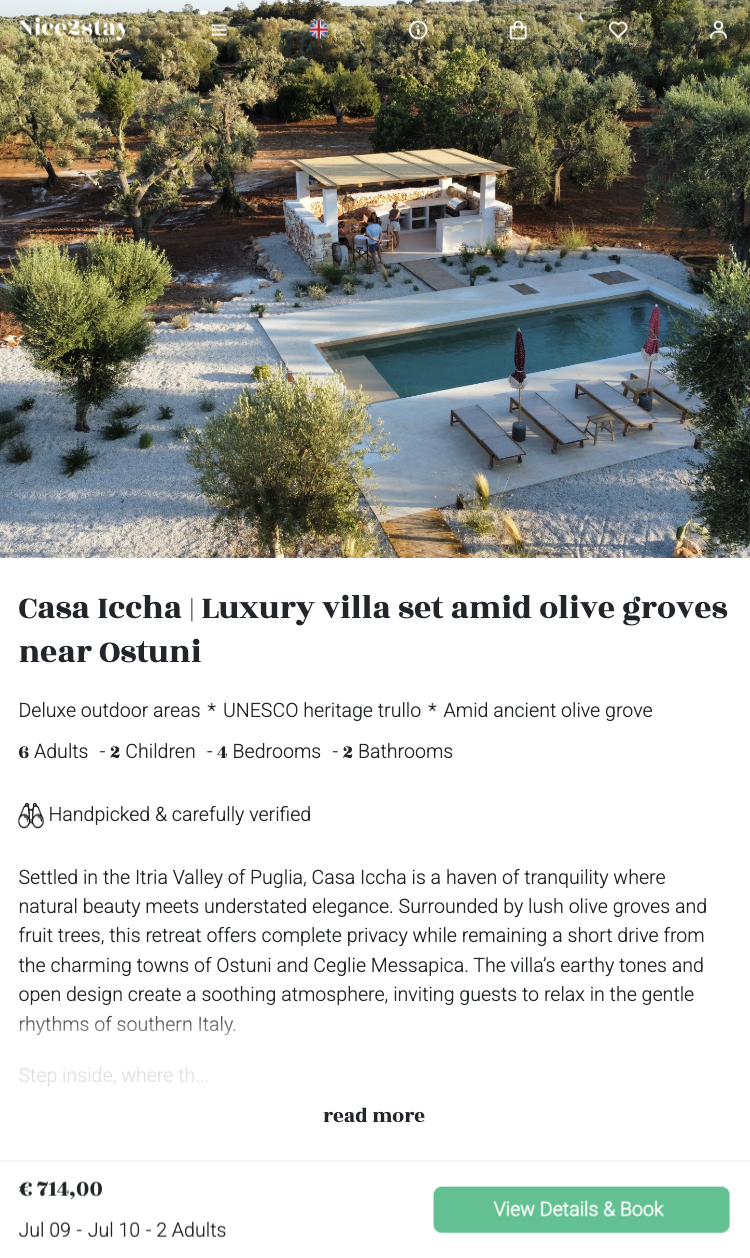 Nice2stay
Casa Iccha | Luxury villa set amid olive groves
near Ostuni
Deluxe outdoor areas * UNESCO heritage trullo * Amid ancient olive grove
6 Adults - 2 Children - 4 Bedrooms - 2 Bathrooms
Handpicked & carefully verified
Settled in the Itria Valley of Puglia, Casa Iccha is a haven of tranquility where
natural beauty meets understated elegance. Surrounded by lush olive groves and
fruit trees, this retreat offers complete privacy while remaining a short drive from
the charming towns of Ostuni and Ceglie Messapica. The villa’s earthy tones and
open design create a soothing atmosphere, inviting guests to relax in the gentle
rhythms of southern Italy.
Step inside, where th...
read more
€ 714,00
View Details & Book
Jul 09 - Jul 10 - 2 Adults